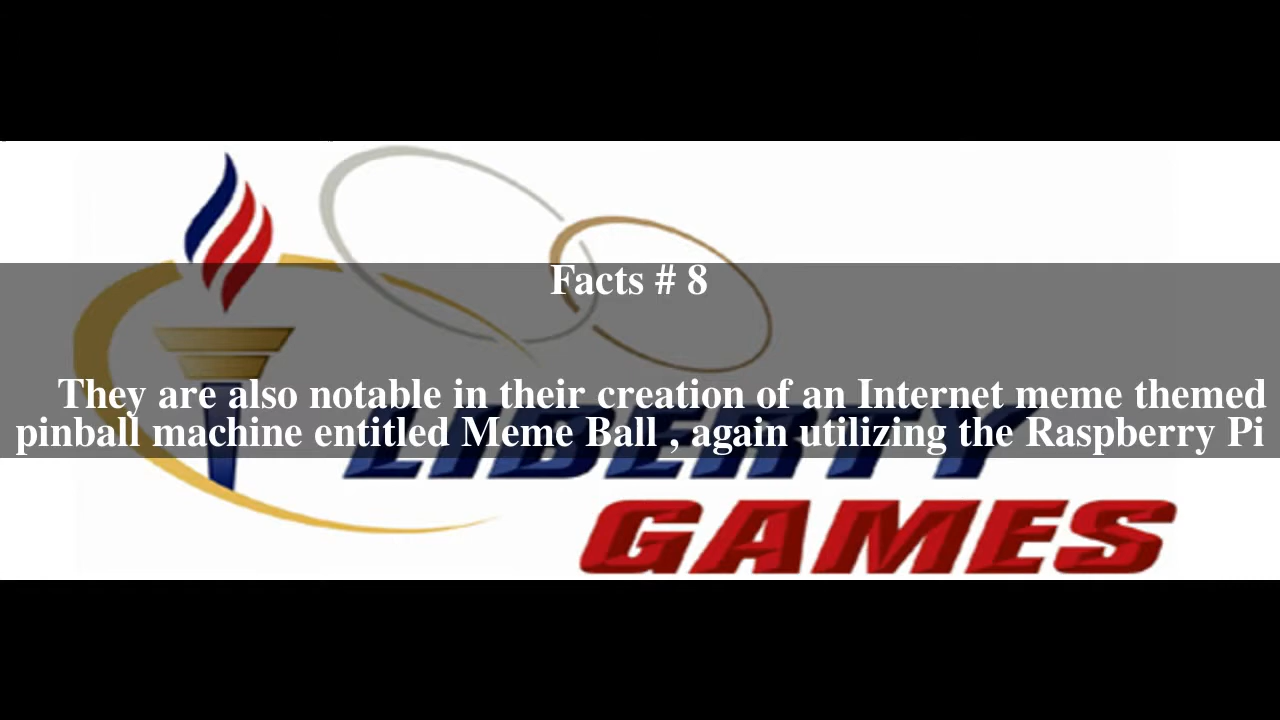 Facts # 8
They are also notable in their creation of an Internet meme themed
pinball machine entitled Meme Ball , again utilizing the Raspberry Pi
LIBERTY
GAMES